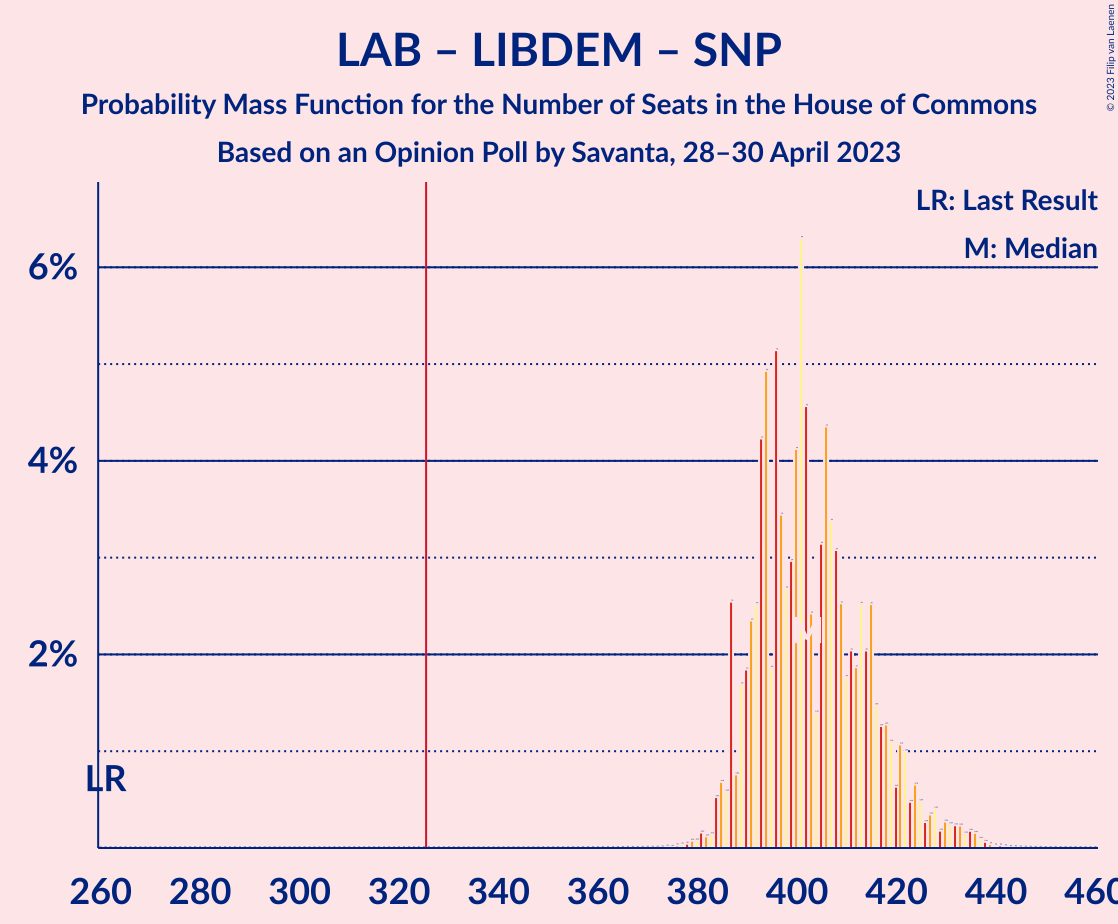 LAB – LIBDEM – SNP
Probability Mass Function for the Number of Seats in the House of Commons
Based on an Opinion Poll by Savanta, 28–30 April 2023
© 2023 Filip van Laenen
LR: Last Result
M: Median
6%
4%
2%
M
LR
260 280 300 320 340 360 380 400 420 440 460